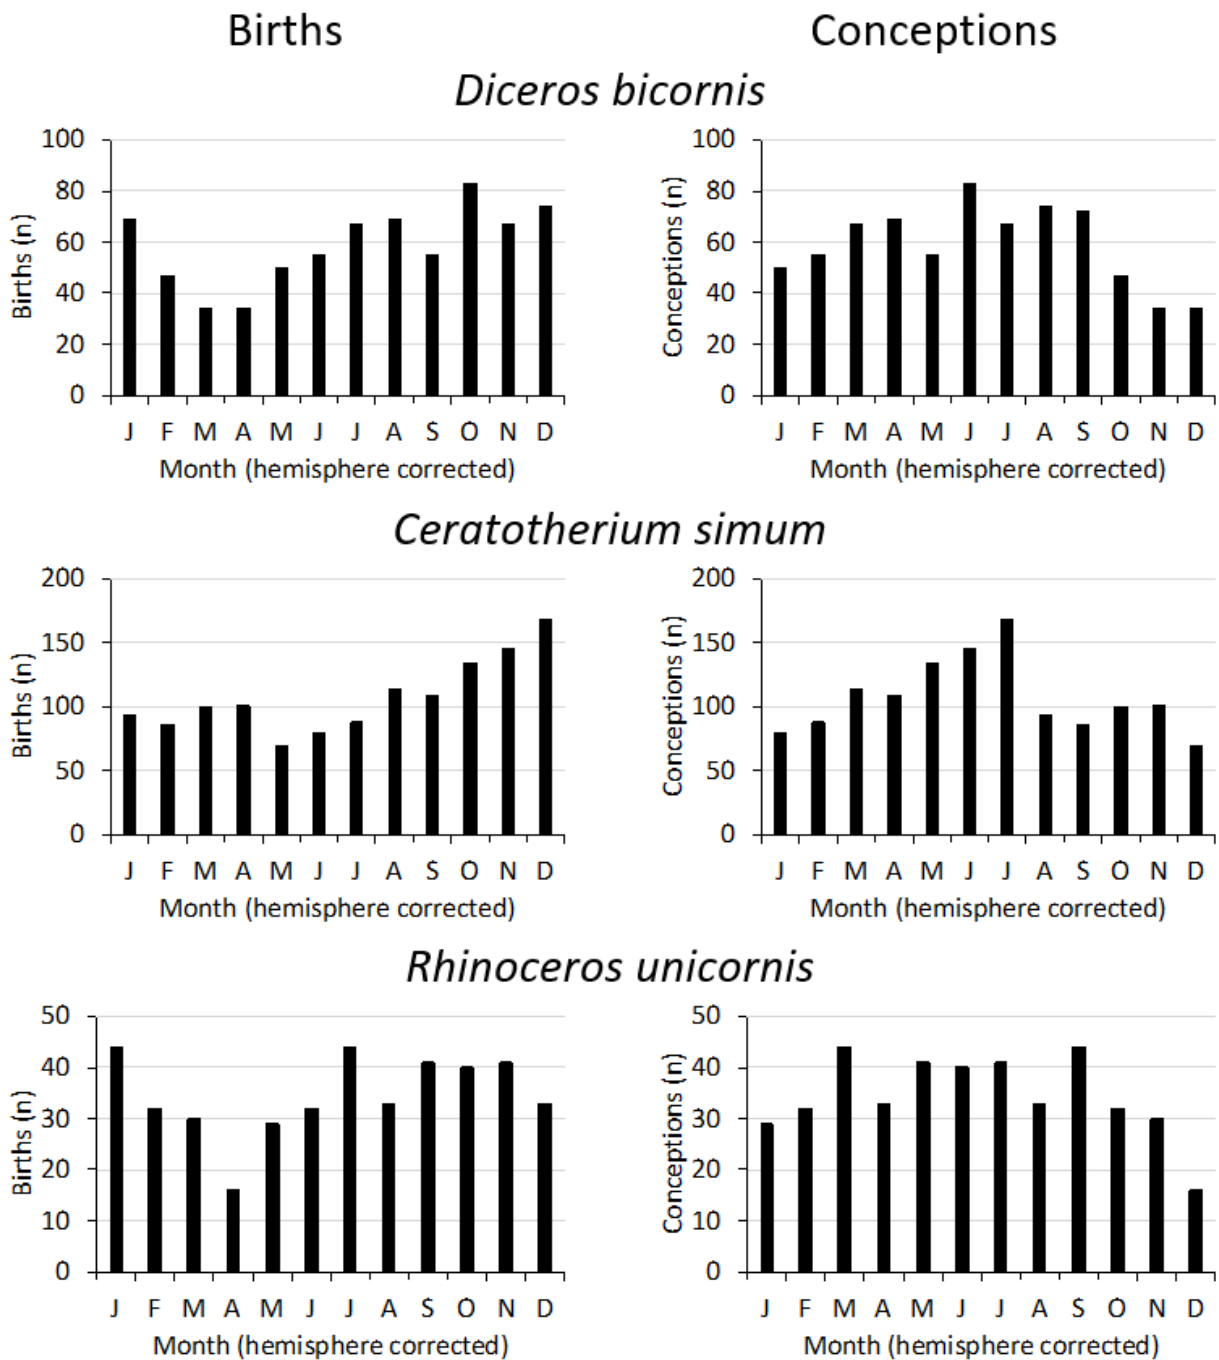 Births Conceptions
Diceros bicornis
100
80
60
40
20
0
Births (n)
J F M A M J J A S O N D
Month (hemisphere corrected)
100
80
60
40
20
0
Conceptions (n)
J F M A M J J A S O N D
Month (hemisphere corrected)
Ceratotherium simum
200
150
100
50
0
Births (n)
J F M A M J J A S O N D
Month (hemisphere corrected)
200
150
100
50
0
Conceptions (n)
J F M A M J J A S O N D
Month (hemisphere corrected)
Rhinoceros unicornis
50
40
30
20
10
0
Births (n)
J F M A M J J A S O N D
Month (hemisphere corrected)
50
40
30
20
10
0
Conceptions (n)
J F M A M J J A S O N D
Month (hemisphere corrected)